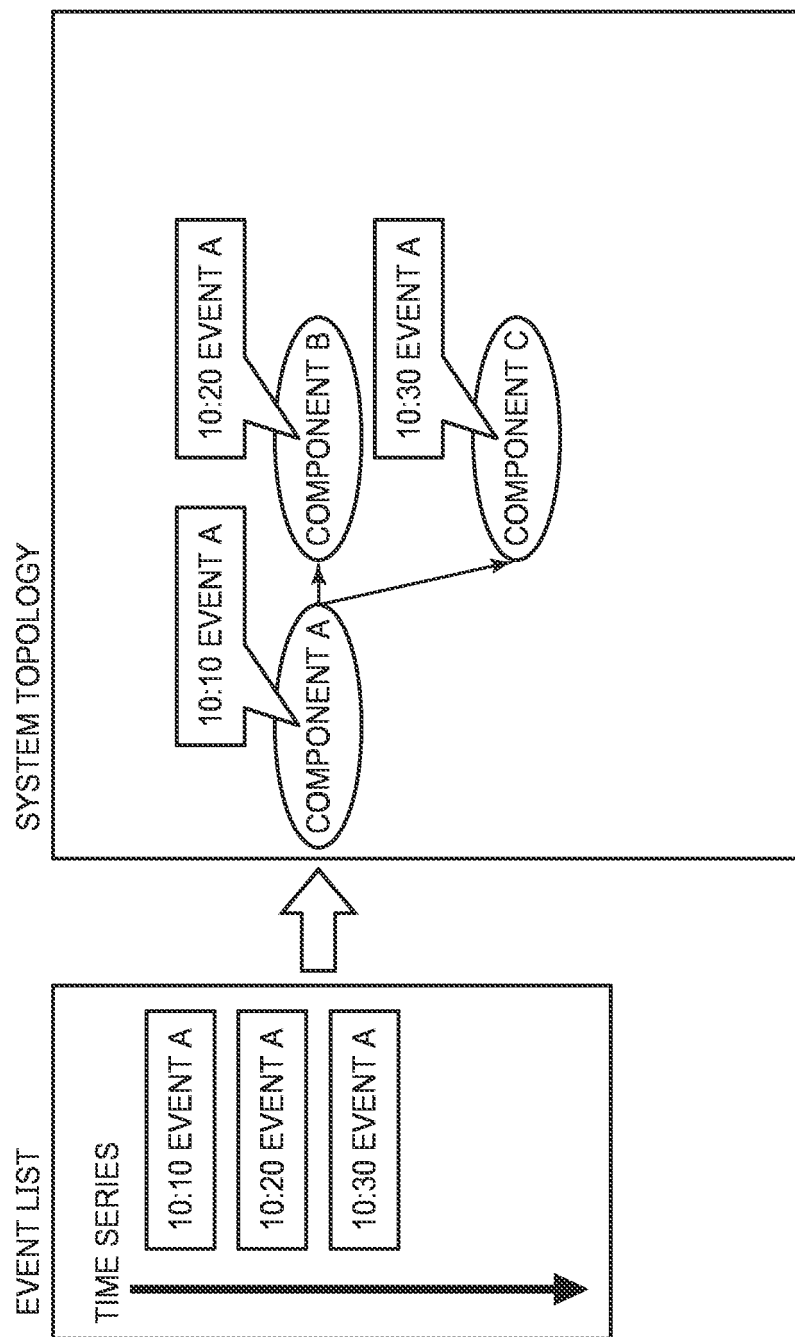 EVENT LIST
TIME SERIES
10:10 EVENT A
10:20 EVENT A
10:30 EVENT A
SYSTEM TOPOLOGY
10:10 EVENT A
COMPONENT A
10:20 EVENT A
COMPONENT B
10:30 EVENT A
COMPONENT C